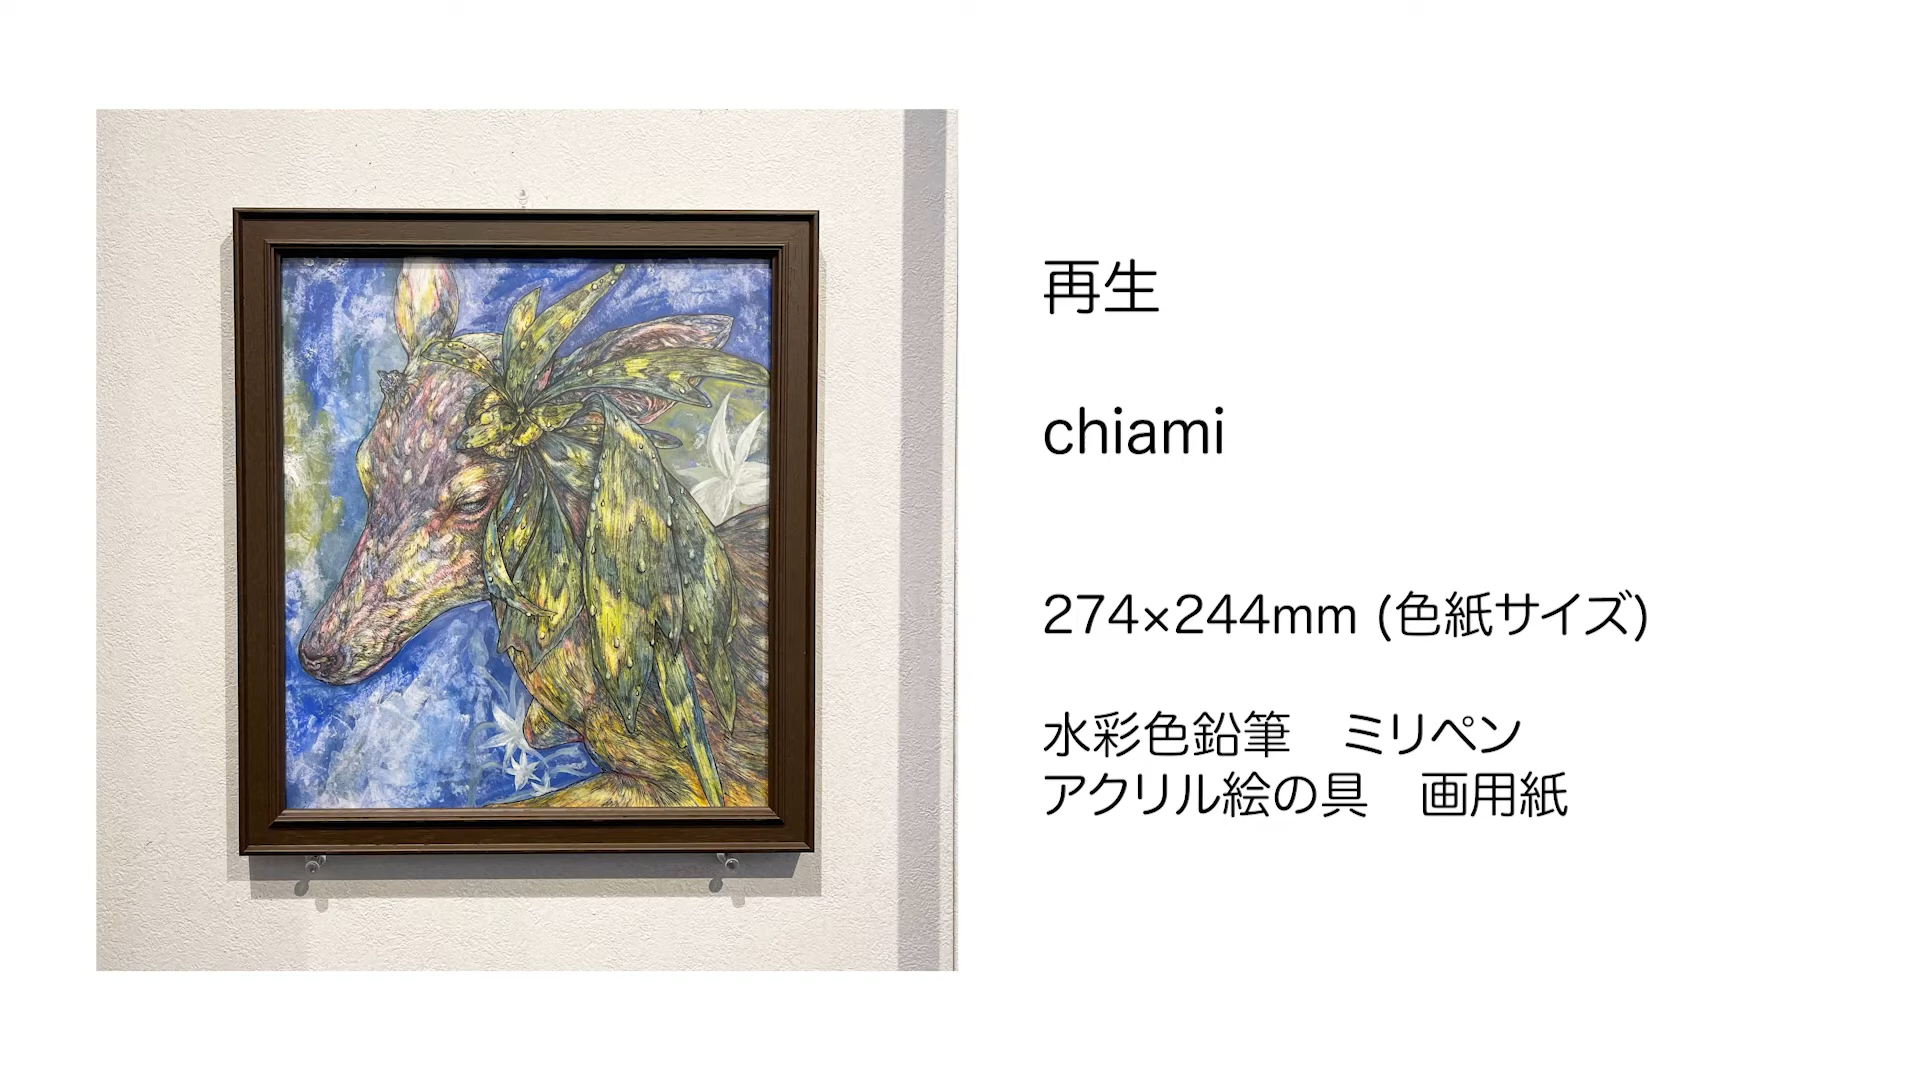 再生
chiami
274×244mm (色紙サイズ)
水彩色鉛筆　ミリペン
アクリル絵の具　画用紙